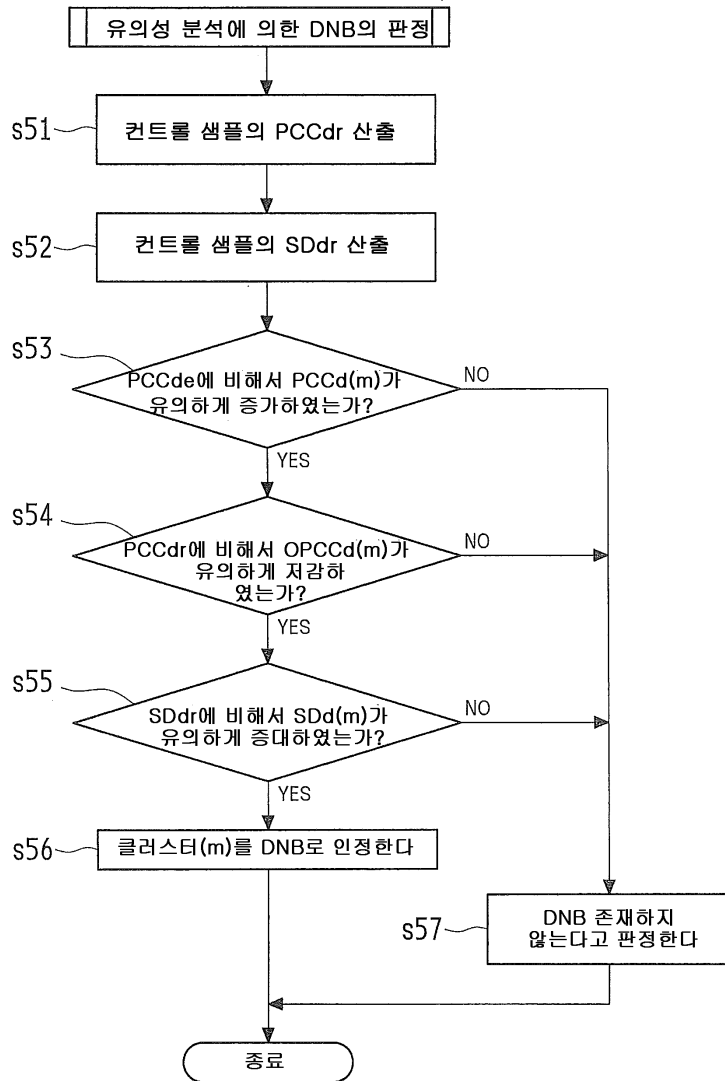 유의성 분석에 의한 DNB의 판정
s51
컨트롤 샘플의 PCCdr 산출
s52
컨트롤 샘플의 SDdr 산출
s53
PCCde에 비해서 PCCd(m)가
유의하게 증가하였는가?
NO
YES
s54
PCCdr에 비해서 OPCCd(m)가
유의하게 저감하
였는가?
NO
YES
s55
SDdr에 비해서 SDd(m)가
유의하게 증대하였는가?
NO
YES
s56
클러스터(m)를 DNB로 인정한다
s57
DNB 존재하지
않는다고 판정한다
종료